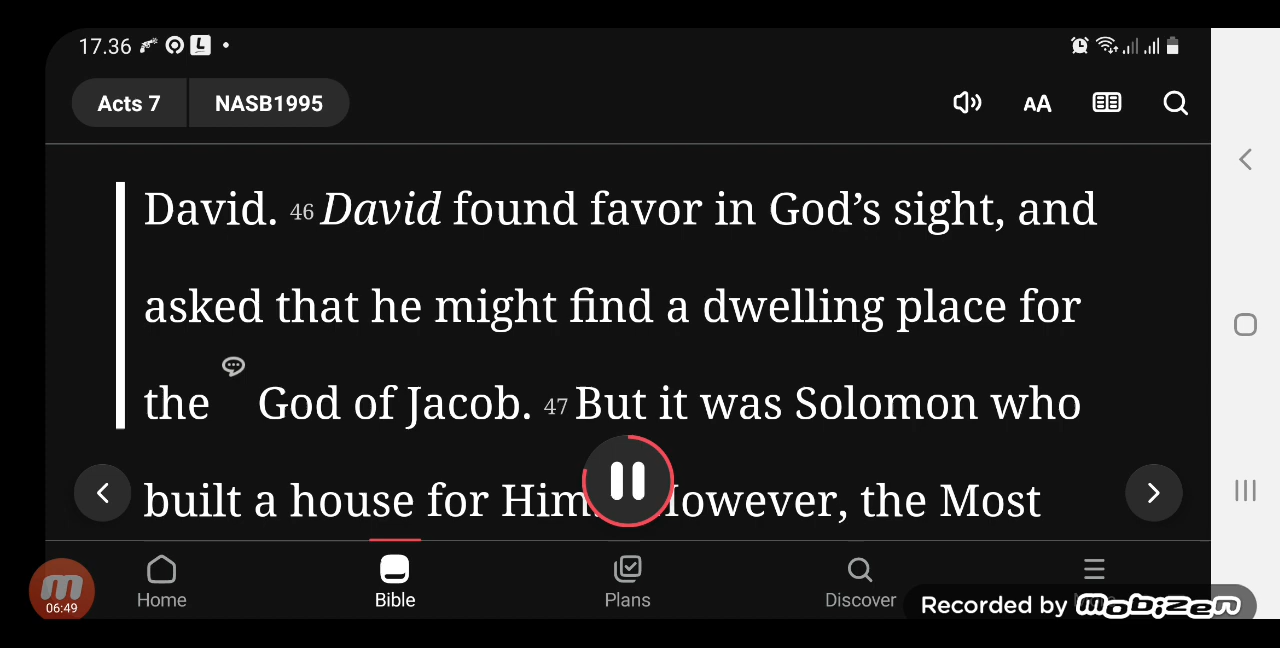 17.36
Acts 7 NASB1995 AA
David. 46 David found favor in God’s sight, and
asked that he might find a dwelling place for
the God of Jacob. 47 But it was Solomon who
built a house for Him. However, the Most
Home Bible Plans Discover
06:49
Recorded by mobizen